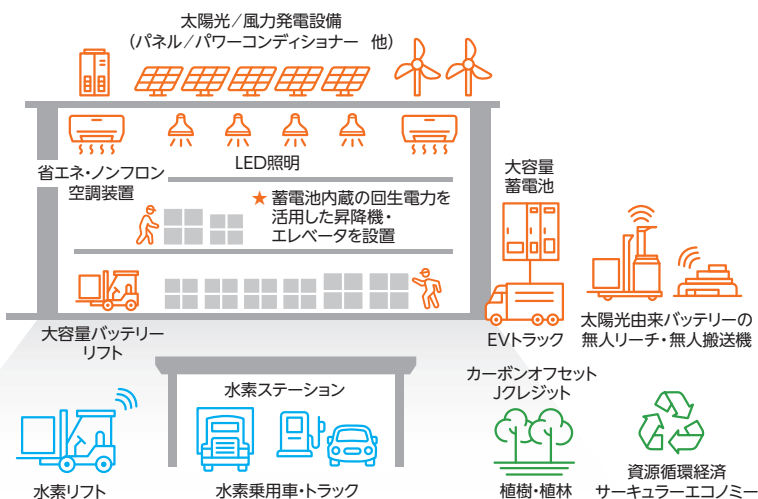 太陽光／風力発電設備
（パネル／パワーコンディショナー 他）
省エネ・ノンフロン
空調装置
LED照明
★ 蓄電池内蔵の回生電力を
活用した昇降機・
エレベータを設置
大容量
蓄電池
大容量バッテリー
リフト
EVトラック
太陽光由来バッテリーの
無人リーチ・無人搬送機
水素ステーション
カーボンオフセット
Jクレジット
水素リフト
水素乗用車・トラック
植樹・植林
資源循環経済
サーキュラーエコノミー